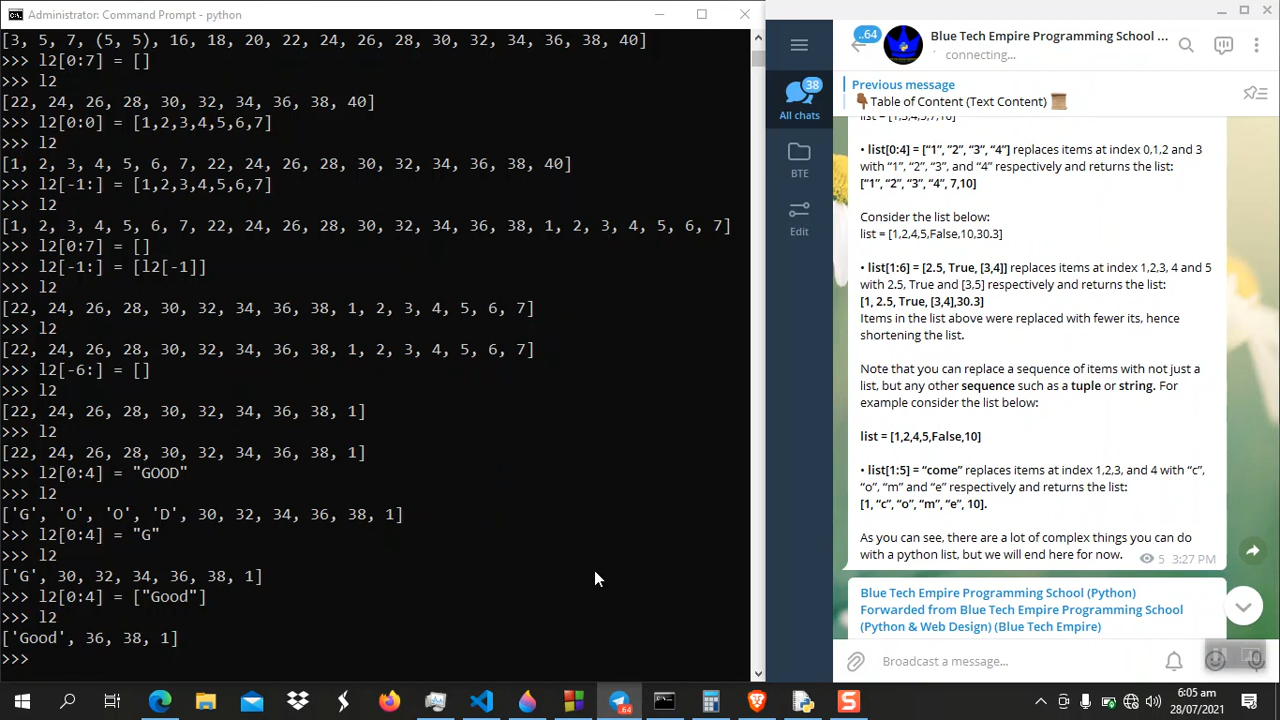 Administrator: Command Prompt - python
[3, 5, 7, (5, 5), 16, 18, 20, 22, 24, 26, 28, 30, 32, 34, 36, 38, 40]
>>> l2[0:7] = []
>>> l2
[22, 24, 26, 28, 30, 32, 34, 36, 38, 40]
>>> l2[0:0] = [1,2,3,4,5,6,7]
>>> l2
[1, 2, 3, 4, 5, 6, 7, 22, 24, 26, 28, 30, 32, 34, 36, 38, 40]
>>> l2[-1:] = [1,2,3,4,5,6,7]
>>> l2
[1, 2, 3, 4, 5, 6, 7, 22, 24, 26, 28, 30, 32, 34, 36, 38, 1, 2, 3, 4, 5, 6, 7]
>>> l2[0:7] = []
>>> l2[-1:] = [l2[-1]]
>>> l2
[22, 24, 26, 28, 30, 32, 34, 36, 38, 1, 2, 3, 4, 5, 6, 7]
>>> l2
[22, 24, 26, 28, 30, 32, 34, 36, 38, 1, 2, 3, 4, 5, 6, 7]
>>> l2[-6:] = []
>>> l2
[22, 24, 26, 28, 30, 32, 34, 36, 38, 1]
>>> l2
[22, 24, 26, 28, 30, 32, 34, 36, 38, 1]
>>> l2[0:4] = "GOOD"
>>> l2
['G', 'O', 'O', 'D', 30, 32, 34, 36, 38, 1]
>>> l2[0:4] = "G"
>>> l2
['G', 30, 32, 34, 36, 38, 1]
>>> l2[0:4] = ["Good"]
>>> l2
['Good', 36, 38, 1]
>>>
38
All chats
BTE
Edit
..64
Blue Tech Empire Programming School ...
connecting...
Previous message
Table of Content (Text Content)
list = [1,3,4,5,7,10]
• list[0:4] = [“1”, “2”, “3”, “4”] replaces items at index 0,1,2 and 3
with “1”, “2”, “3”, and “4” respectively and returns the list:
[“1”, “2”, “3”, “4”, 7,10]
Consider the list below:
list = [1,2,4,5,False,10,30.3]
• list[1:6] = [2.5, True, [3,4]] replaces items at index 1,2,3, 4 and 5
with 2.5, True and [3,5] respectively and returns the list:
[1, 2.5, True, [3,4],30.3]
Items in the list above were replaced with fewer its, hence
shortening the list.
Note that you can replace a sequence of items with not just a
list, but any other sequence such as a tuple or string. For
example consider the list below:
list = [1,2,4,5,False,10]
• list[1:5] = “come” replaces items at index 1,2,3, and 4 with “c”,
“o”, “m” and “e” respectively and returns the list:
[1, “c”, “o”, “m”, “e”, 10].
As you can see, there are a lot of complex things you can do
with a python list, but we will end here for now.
5 3:27 PM
Blue Tech Empire Programming School (Python)
Forwarded from Blue Tech Empire Programming School
(Python & Web Design) (Blue Tech Empire)
Broadcast a message...
.64
6:05 am
28/07/2021